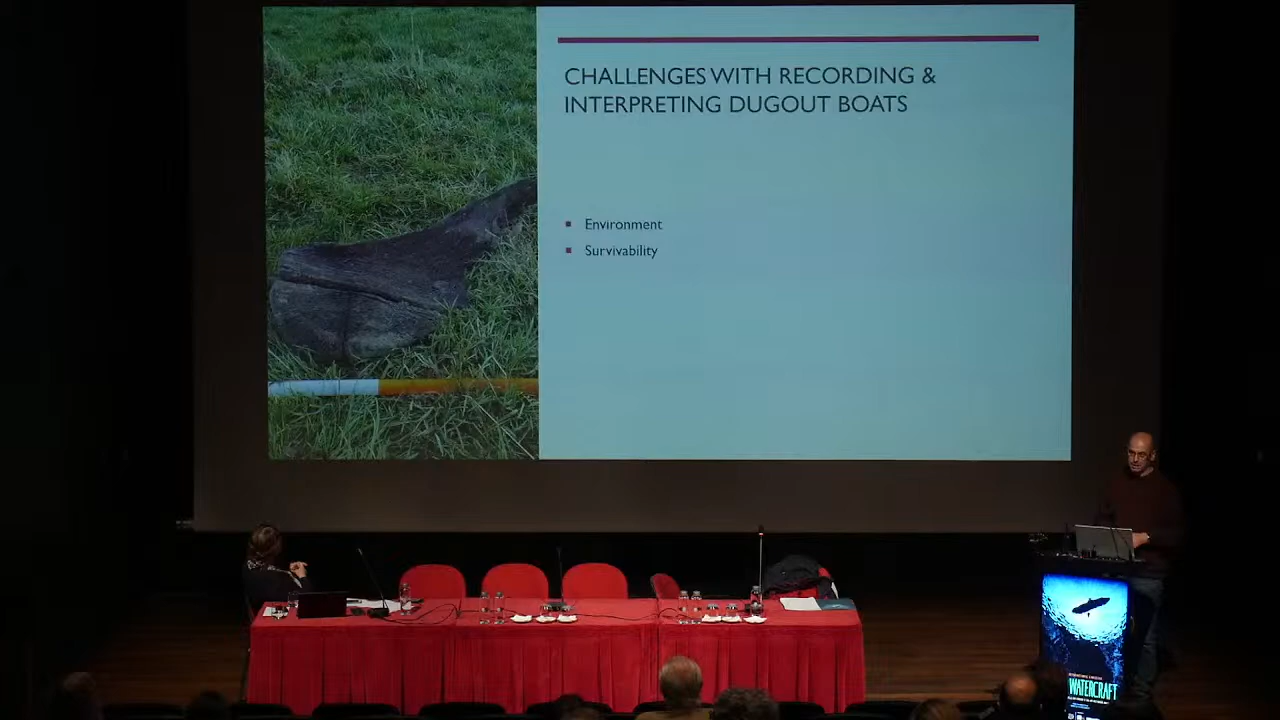 CHALLENGES WITH RECORDING &
INTERPRETING DUGOUT BOATS
Environment
Survivability
WATERCRAFT